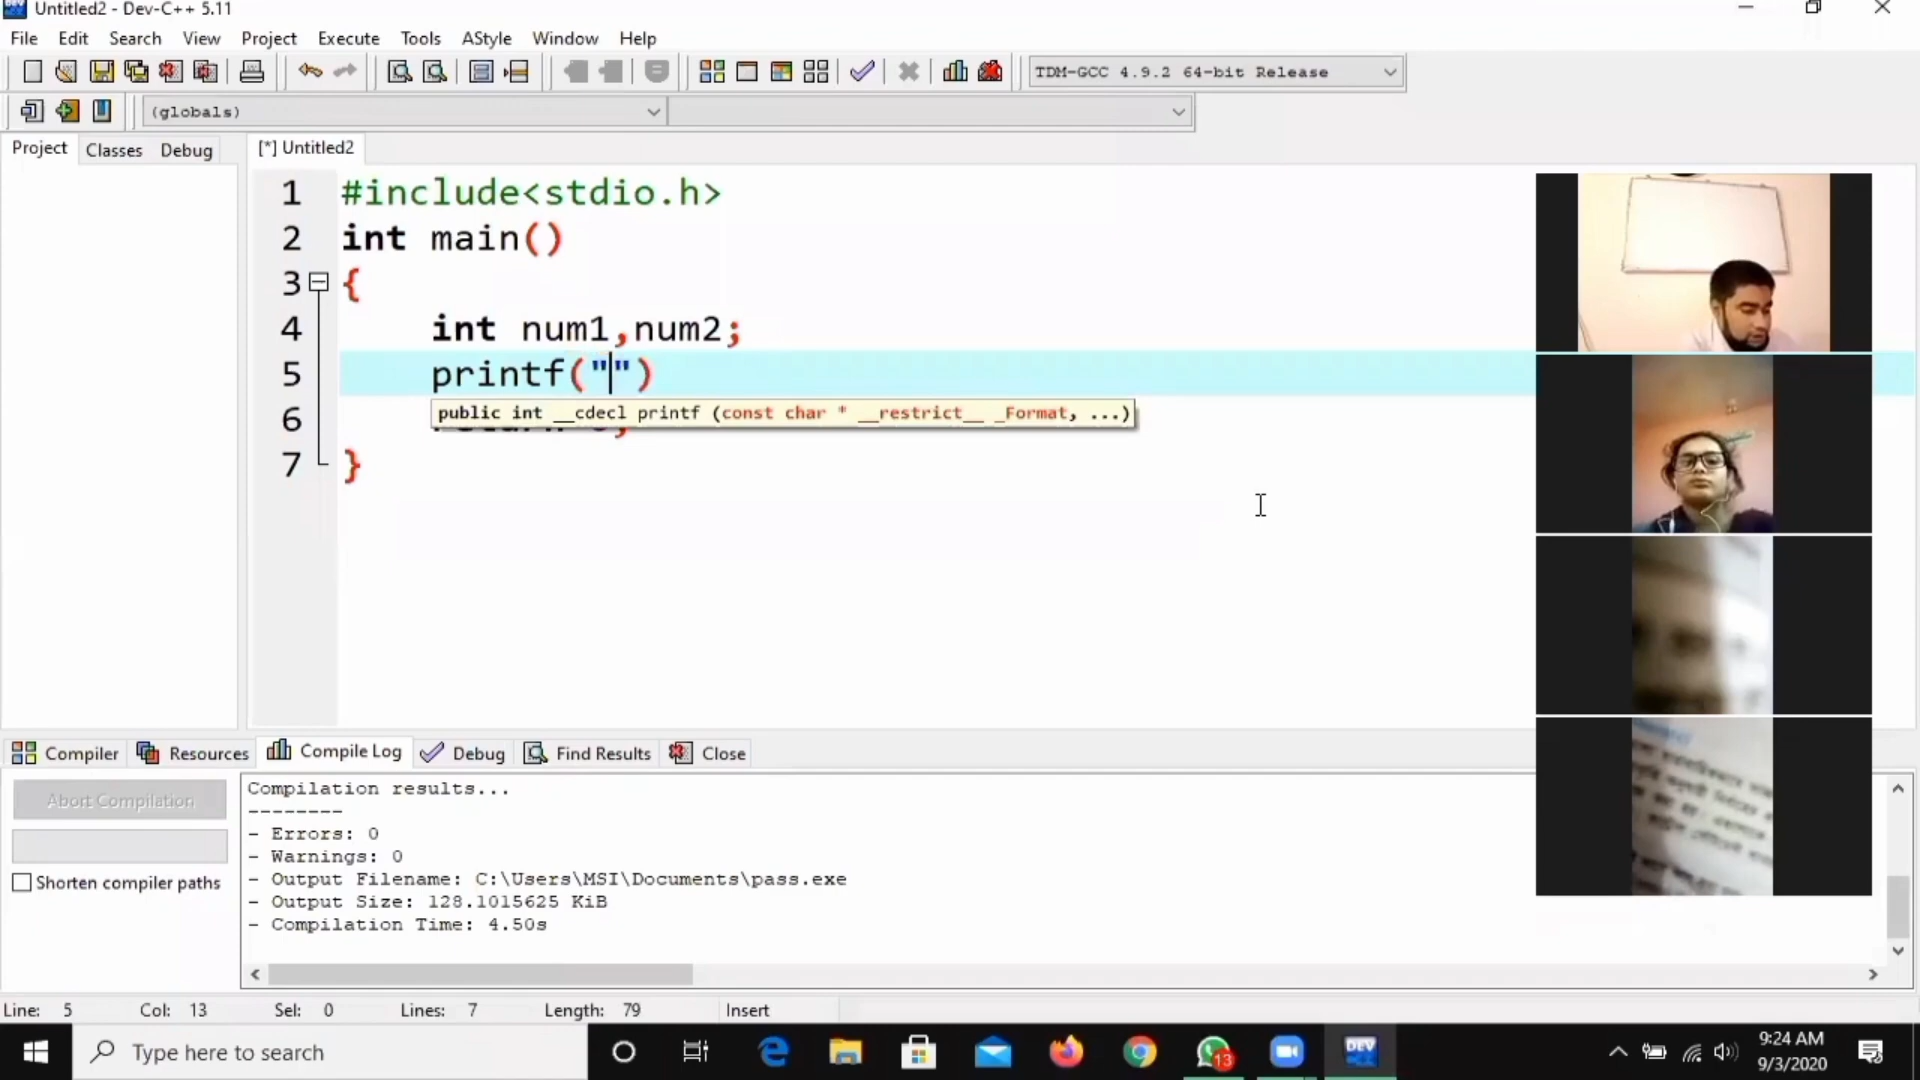 Untitled2 - Dev-C++ 5.11
File Edit Search View Project Execute Tools AStyle Window Help
TDM-GCC 4.9.2 64-bit Release
(globals)
Project Classes Debug
[*] Untitled2
1 #include<stdio.h>
2 int main()
3 {
4 int num1,num2;
5 printf("")
public int __cdecl printf (const char * __restrict__ _Format, ...)
6
7 }
Compiler Resources Compile Log Debug Find Results Close
Abort Compilation
Shorten compiler paths
Compilation results...
--------
- Errors: 0
- Warnings: 0
- Output Filename: C:\Users\MSI\Documents\pass.exe
- Output Size: 128.1015625 KiB
- Compilation Time: 4.50s
Line: 5 Col: 13 Sel: 0 Lines: 7 Length: 79 Insert
Type here to search
13
DEV
9:24 AM
9/3/2020